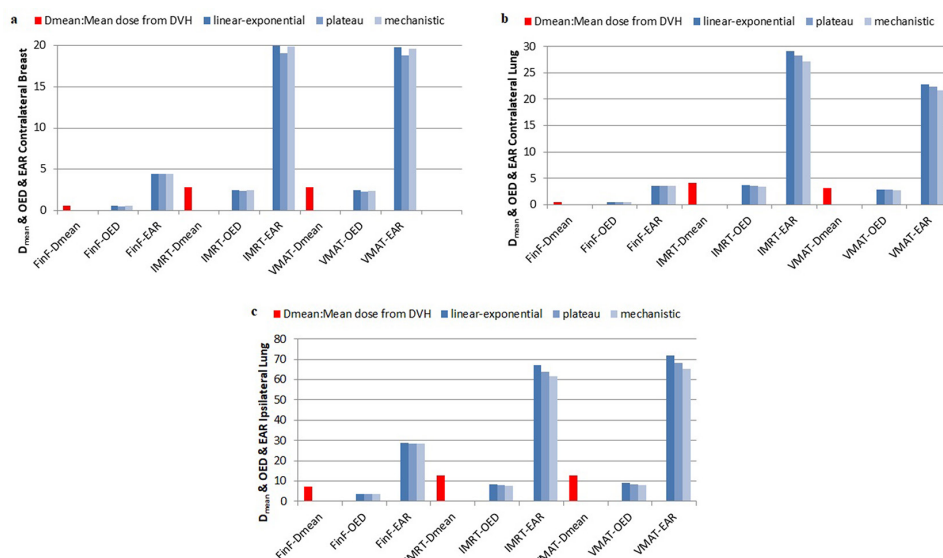 a
Dmean:Mean dose from DVH linear-exponential plateau mechanistic
Dmean & OED & EAR Contralateral Breast
20
15
10
5
0
FinF-Dmean
FinF-OED
FinF-EAR
IMRT-Dmean
IMRT-OED
IMRT-EAR
VMAT-Dmean
VMAT-OED
VMAT-EAR
b
Dmean:Mean dose from DVH linear-exponential plateau mechanistic
Dmean & OED & EAR Contralateral Lung
30
25
20
15
10
5
0
FinF-Dmean
FinF-OED
FinF-EAR
IMRT-Dmean
IMRT-OED
IMRT-EAR
VMAT-Dmean
VMAT-OED
VMAT-EAR
c
Dmean:Mean dose from DVH linear-exponential plateau mechanistic
Dmean & OED & EAR Ipsilateral Lung
80
70
60
50
40
30
20
10
0
FinF-Dmean
FinF-OED
FinF-EAR
IMRT-Dmean
IMRT-OED
IMRT-EAR
VMAT-Dmean
VMAT-OED
VMAT-EAR